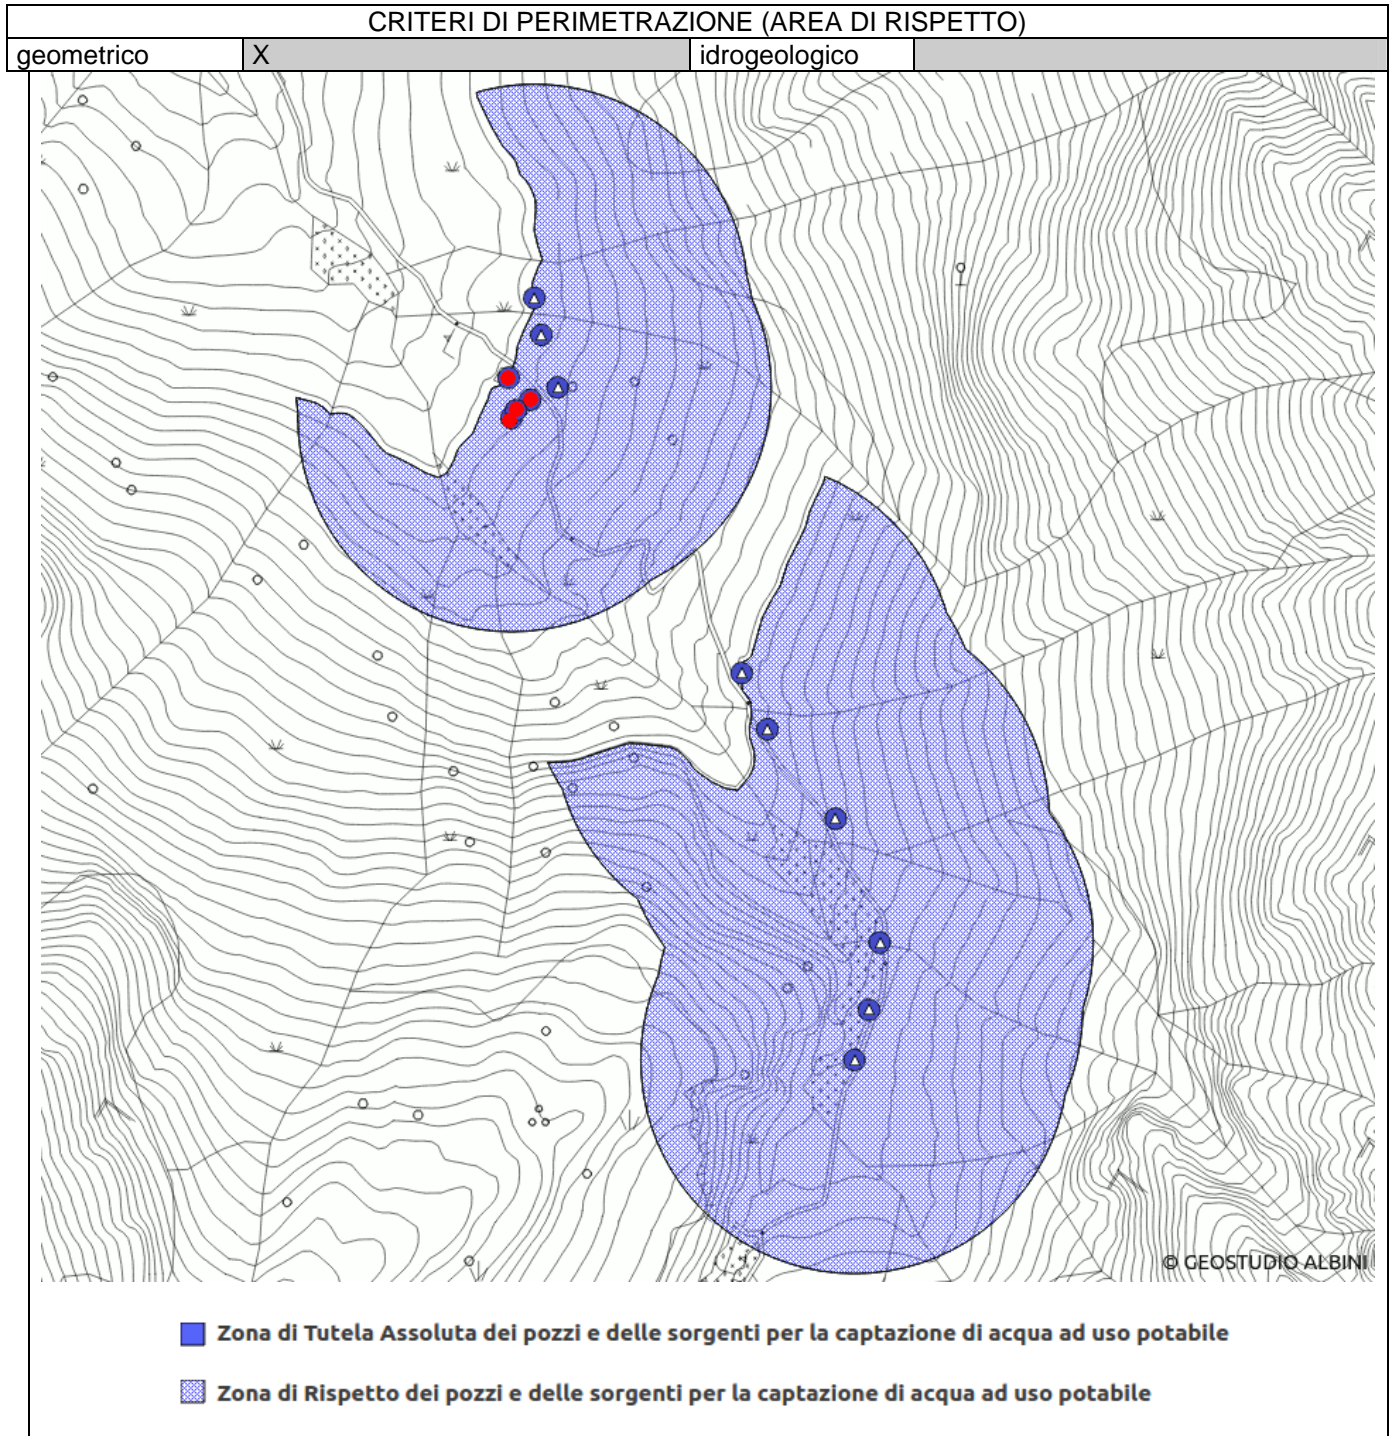 CRITERI DI PERIMETRAZIONE (AREA DI RISPETTO)
geometrico X idrogeologico
© GEOSTUDIO ALBINI
Zona di Tutela Assoluta dei pozzi e delle sorgenti per la captazione di acqua ad uso potabile
Zona di Rispetto dei pozzi e delle sorgenti per la captazione di acqua ad uso potabile